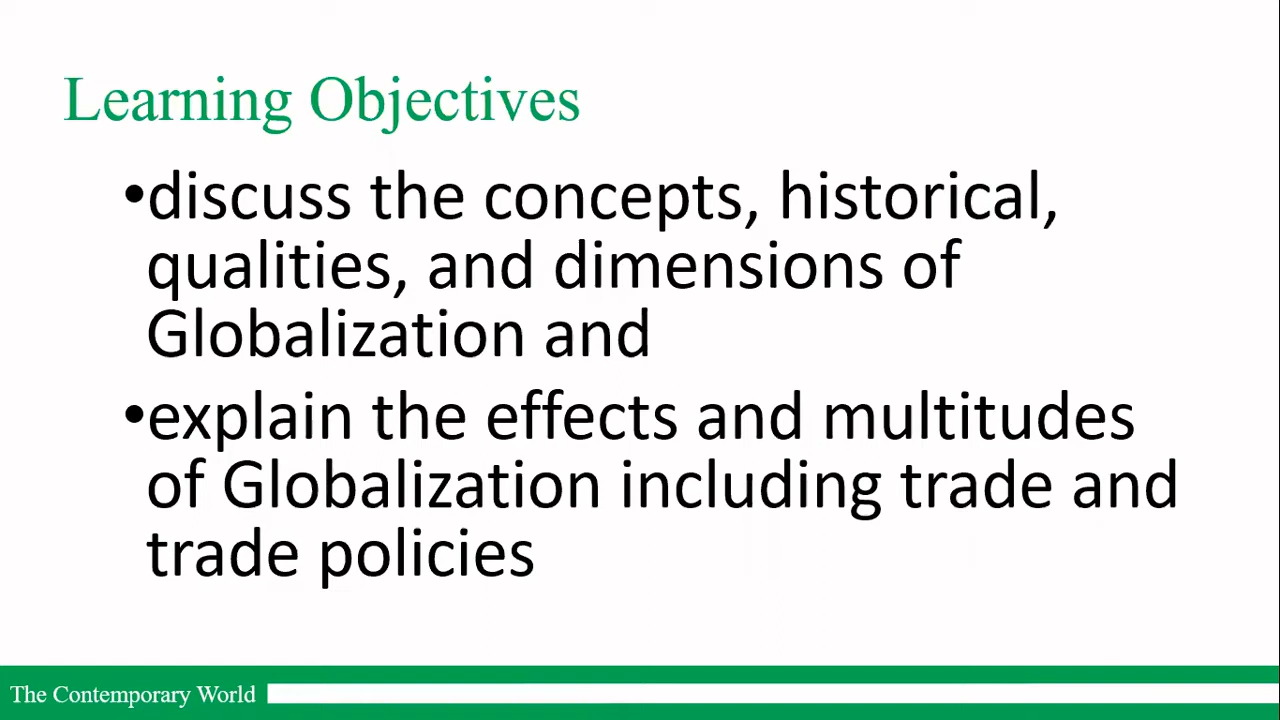 Learning Objectives
•discuss the concepts, historical,
qualities, and dimensions of
Globalization and
•explain the effects and multitudes
of Globalization including trade and
trade policies
The Contemporary World